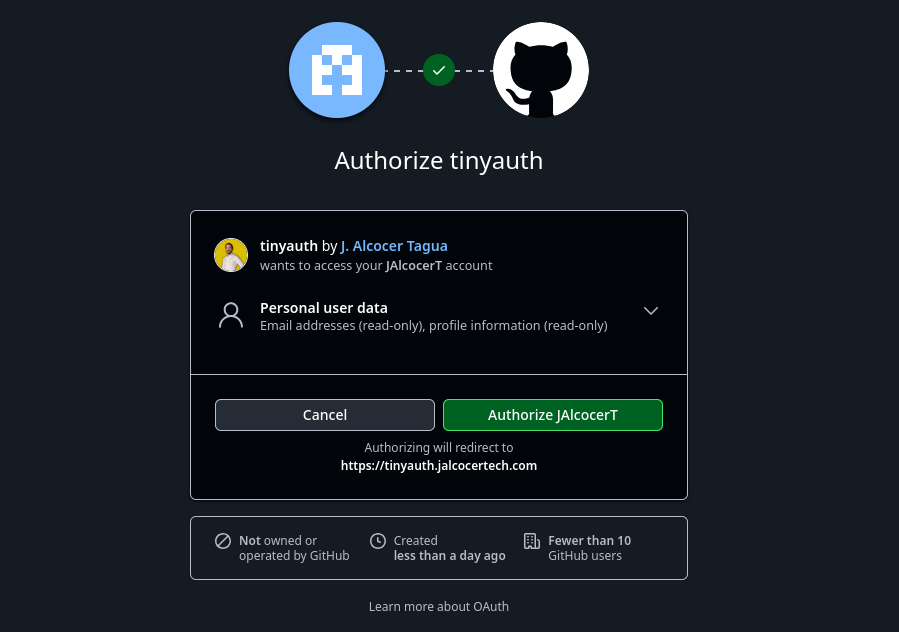 Authorize tinyauth
tinyauth by J. Alcocer Tagua
wants to access your JAlcocerT account
Personal user data
Email addresses (read-only), profile information (read-only)
Cancel
Authorize JAlcocerT
Authorizing will redirect to
https://tinyauth.jalcocertech.com
Not owned or
operated by GitHub
Created
less than a day ago
Fewer than 10
GitHub users
Learn more about OAuth